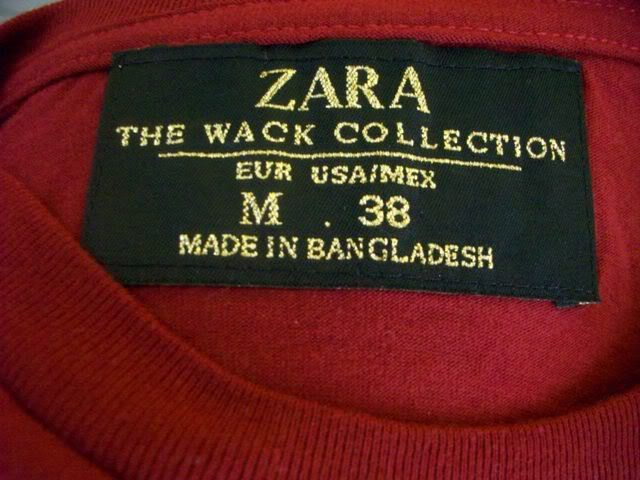 ZARA
THE WACK COLLECTION
EUR USA/MEX
M . 38
MADE IN BANGLADESH